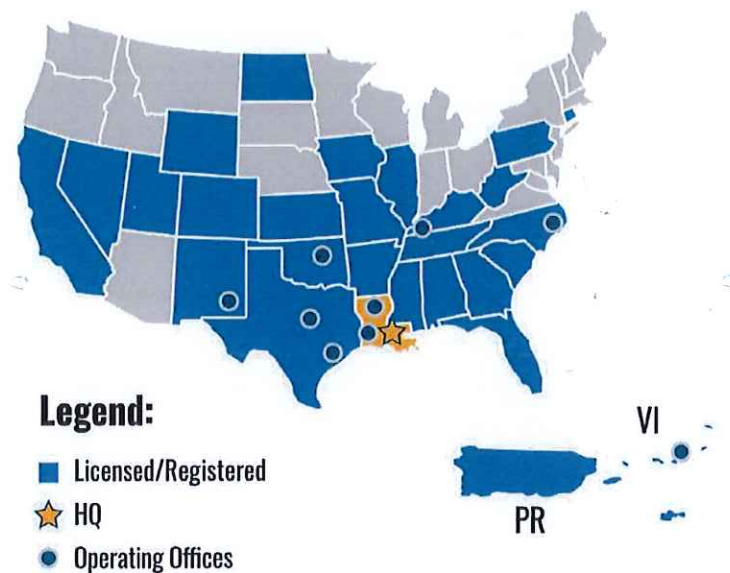 Legend:
Licensed/Registered
HQ
Operating Offices
VI
PR